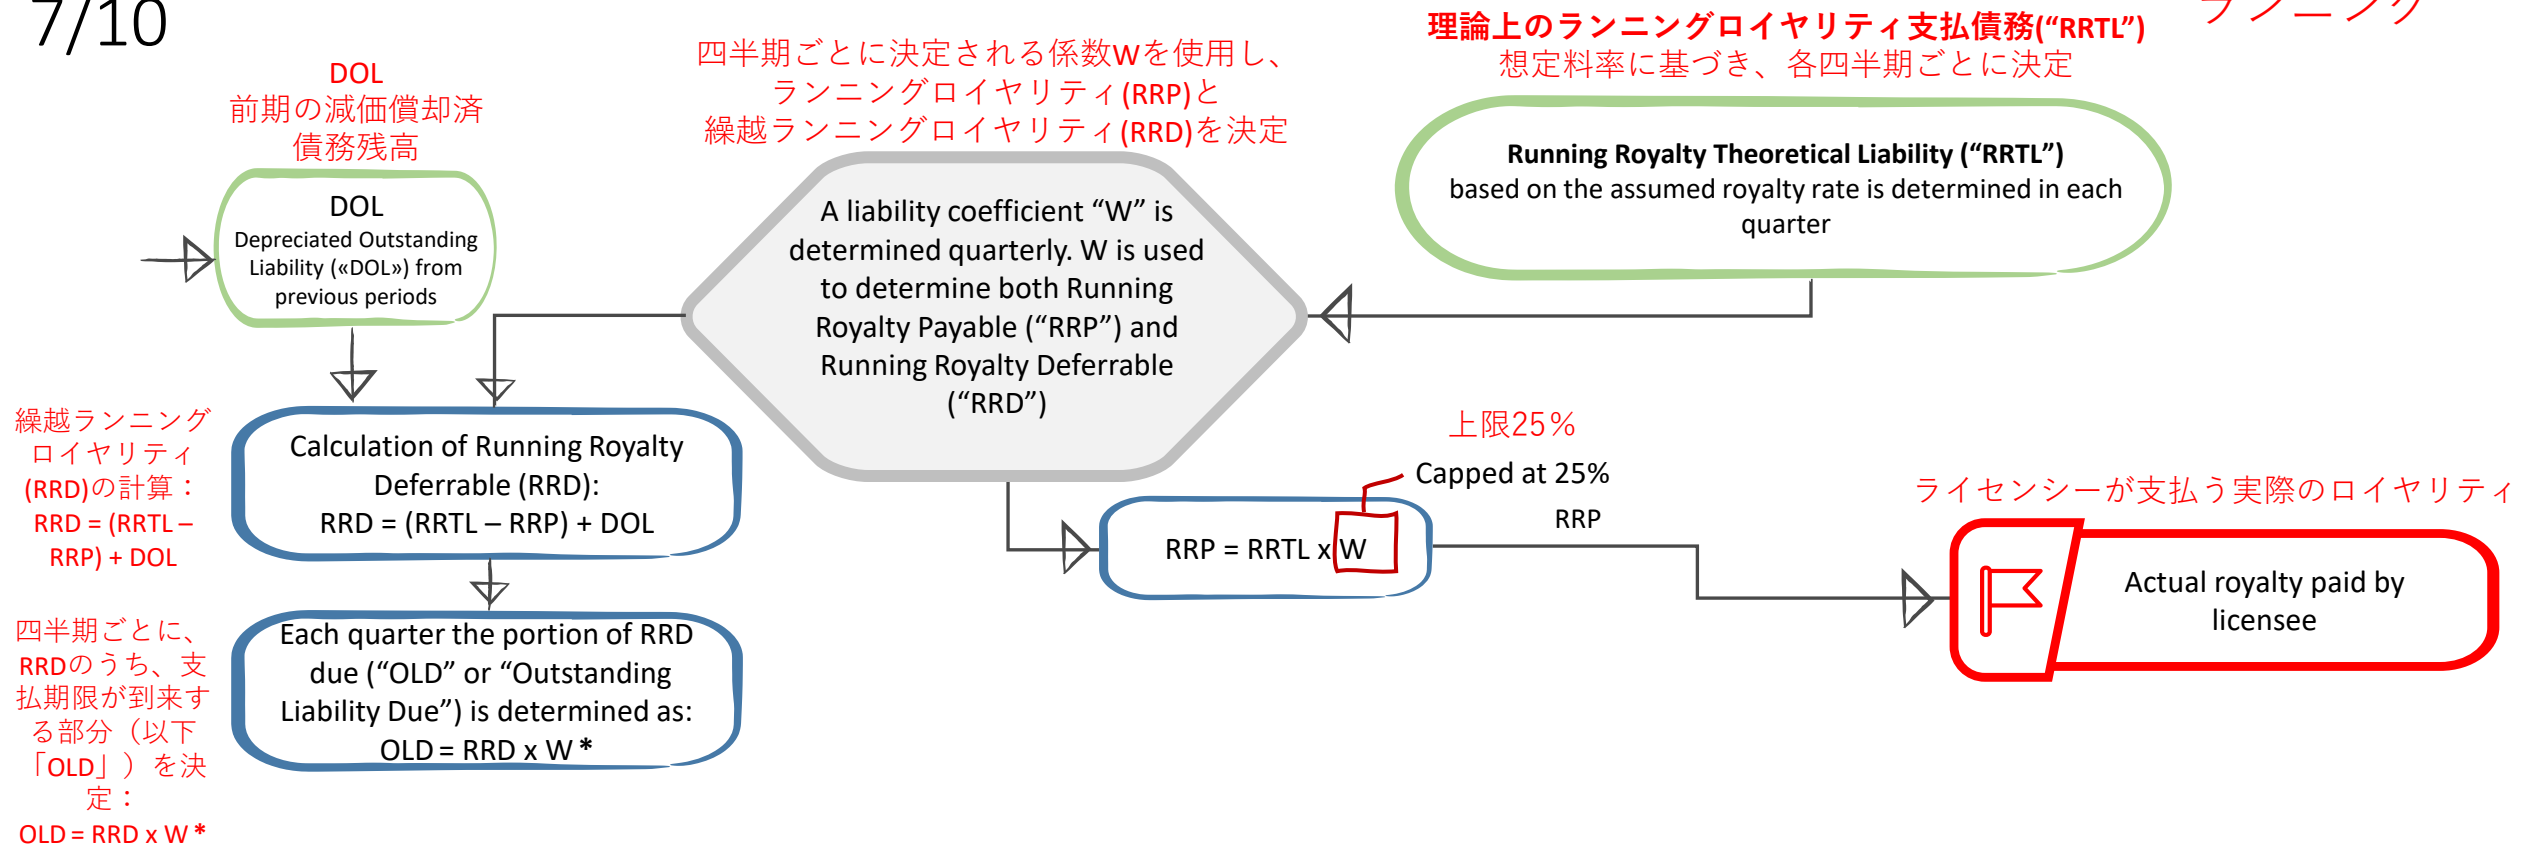 7/10
ランニング
DOL
前期の減価償却済
債務残高
DOL
Depreciated Outstanding
Liability («DOL») from
previous periods
四半期ごとに決定される係数Wを使用し、
ランニングロイヤリティ(RRP)と
繰越ランニングロイヤリティ(RRD)を決定
A liability coefficient “W” is
determined quarterly. W is used
to determine both Running
Royalty Payable (“RRP”) and
Running Royalty Deferrable
(“RRD”)
理論上のランニングロイヤリティ支払債務(“RRTL”)
想定料率に基づき、各四半期ごとに決定
Running Royalty Theoretical Liability (“RRTL”)
based on the assumed royalty rate is determined in each
quarter
繰越ランニング
ロイヤリティ
(RRD)の計算：
RRD = (RRTL –
RRP) + DOL
Calculation of Running Royalty
Deferrable (RRD):
RRD = (RRTL – RRP) + DOL
四半期ごとに、
RRDのうち、支
払期限が到来す
る部分（以下
「OLD」）を決
定：
OLD = RRD x W *
Each quarter the portion of RRD
due (“OLD” or “Outstanding
Liability Due”) is determined as:
OLD = RRD x W *
上限25％
Capped at 25%
RRP = RRTL x W
RRP
ライセンシーが支払う実際のロイヤリティ
Actual royalty paid by
licensee